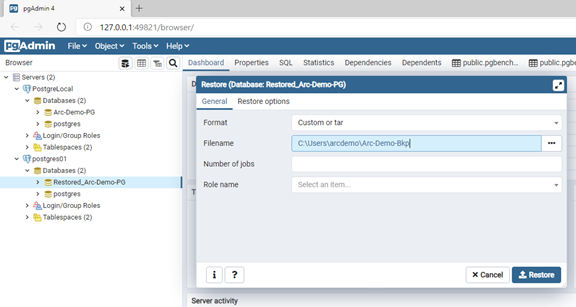 pgAdmin 4
127.0.0.1:49821/browser/
pgAdmin File Object Tools Help
Browser
Dashboard Properties SQL Statistics Dependencies Dependents public.pgbench... public.pgbe
Servers (2)
PostgreLocal
Databases (2)
Arc-Demo-PG
postgres
Login/Group Roles
Tablespaces (2)
postgres01
Databases (2)
Restored_Arc-Demo-PG
postgres
Login/Group Roles
Tablespaces (2)
Restore (Database: Restored_Arc-Demo-PG)
General Restore options
Format Custom or tar
Filename C:\Users\arcdemo\Arc-Demo-Bkp
Number of jobs
Role name Select an item...
i ? Cancel Restore
Server activity